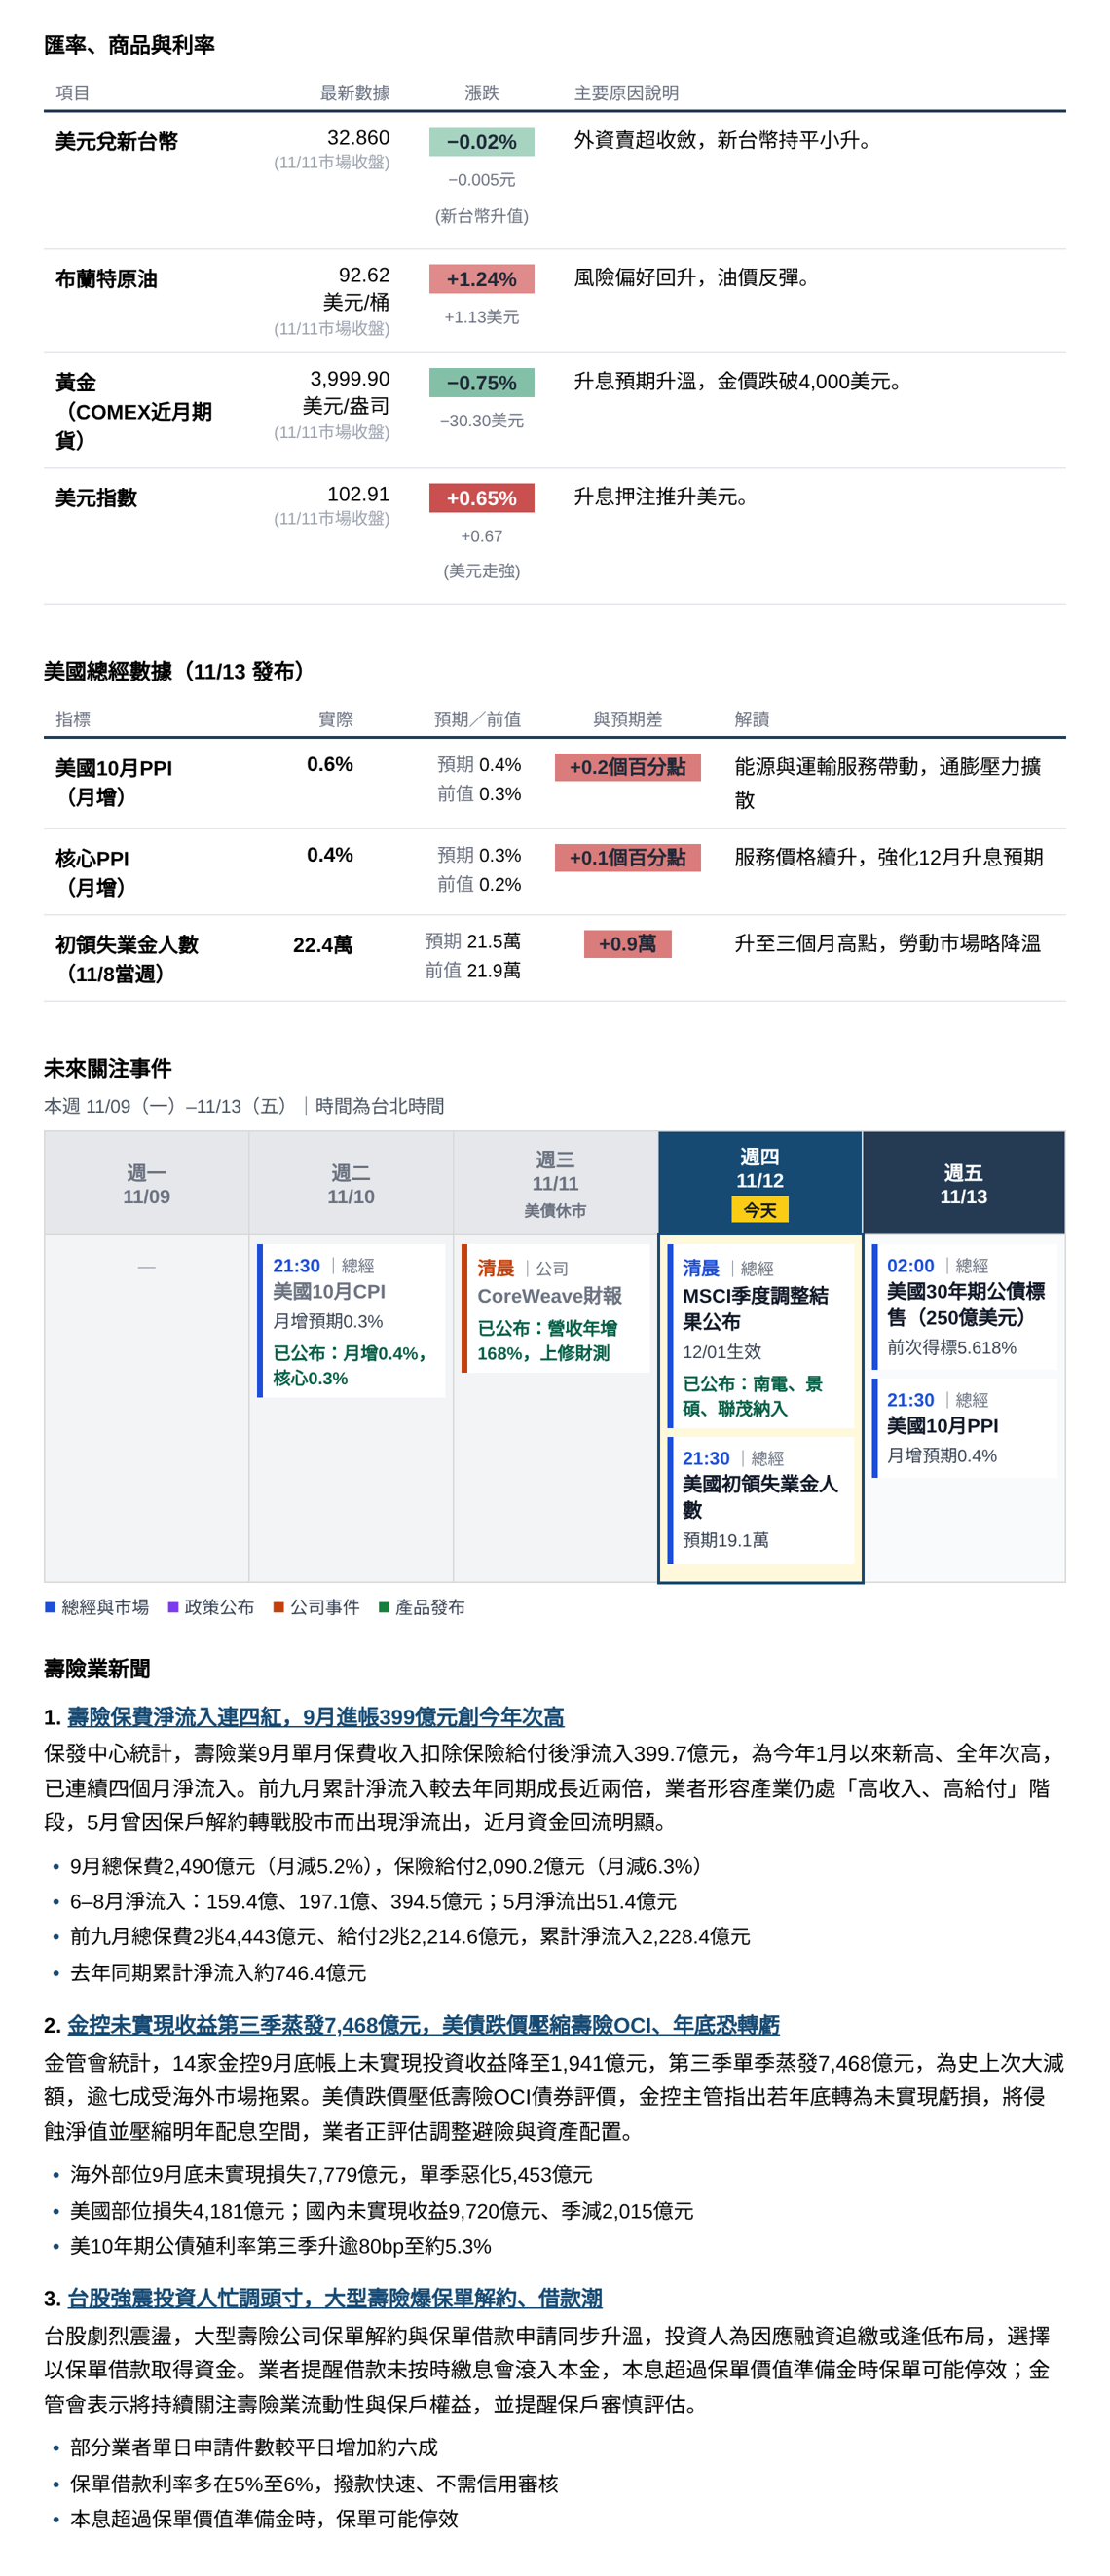 匯率、商品與利率
項目 最新數據 漲跌 主要原因說明
美元兌新台幣 32.860 −0.02% 外資賣超收斂，新台幣持平小升。
(11/11市場收盤)
−0.005元
(新台幣升值)
布蘭特原油 92.62 +1.24% 風險偏好回升，油價反彈。
美元/桶
(11/11市場收盤) +1.13美元
黃金 3,999.90 −0.75% 升息預期升溫，金價跌破4,000美元。
（COMEX近月期 美元/盎司
貨） (11/11市場收盤) −30.30美元
美元指數 102.91 +0.65% 升息押注推升美元。
(11/11市場收盤)
+0.67
(美元走強)
美國總經數據（11/13 發布）
指標 實際 預期／前值 與預期差 解讀
美國10月PPI 0.6% 預期 0.4% +0.2個百分點 能源與運輸服務帶動，通膨壓力擴
（月增） 前值 0.3% 散
核心PPI 0.4% 預期 0.3% +0.1個百分點 服務價格續升，強化12月升息預期
（月增） 前值 0.2%
初領失業金人數 22.4萬 預期 21.5萬 +0.9萬 升至三個月高點，勞動市場略降溫
（11/8當週） 前值 21.9萬
未來關注事件
本週 11/09（一）–11/13（五）｜時間為台北時間
週一
11/09
週二
11/10
週三
11/11
美債休市
週四
11/12
今天
週五
11/13
—
21:30｜總經
美國10月CPI
月增預期0.3%
已公布：月增0.4%，
核心0.3%
清晨｜公司
CoreWeave財報
已公布：營收年增
168%，上修財測
清晨｜總經
MSCI季度調整結
果公布
12/01生效
已公布：南電、景
碩、聯茂納入
21:30｜總經
美國初領失業金人
數
預期19.1萬
02:00｜總經
美國30年期公債標
售（250億美元）
前次得標5.618%
21:30｜總經
美國10月PPI
月增預期0.4%
總經與市場 政策公布 公司事件 產品發布
壽險業新聞
1. 壽險保費淨流入連四紅，9月進帳399億元創今年次高
保發中心統計，壽險業9月單月保費收入扣除保險給付後淨流入399.7億元，為今年1月以來新高、全年次高，
已連續四個月淨流入。前九月累計淨流入較去年同期成長近兩倍，業者形容產業仍處「高收入、高給付」階
段，5月曾因保戶解約轉戰股市而出現淨流出，近月資金回流明顯。
• 9月總保費2,490億元（月減5.2%），保險給付2,090.2億元（月減6.3%）
• 6–8月淨流入：159.4億、197.1億、394.5億元；5月淨流出51.4億元
• 前九月總保費2兆4,443億元、給付2兆2,214.6億元，累計淨流入2,228.4億元
• 去年同期累計淨流入約746.4億元
2. 金控未實現收益第三季蒸發7,468億元，美債跌價壓縮壽險OCI、年底恐轉虧
金管會統計，14家金控9月底帳上未實現投資收益降至1,941億元，第三季單季蒸發7,468億元，為史上次大減
額，逾七成受海外市場拖累。美債跌價壓低壽險OCI債券評價，金控主管指出若年底轉為未實現虧損，將侵
蝕淨值並壓縮明年配息空間，業者正評估調整避險與資產配置。
• 海外部位9月底未實現損失7,779億元，單季惡化5,453億元
• 美國部位損失4,181億元；國內未實現收益9,720億元、季減2,015億元
• 美10年期公債殖利率第三季升逾80bp至約5.3%
3. 台股強震投資人忙調頭寸，大型壽險爆保單解約、借款潮
台股劇烈震盪，大型壽險公司保單解約與保單借款申請同步升溫，投資人為因應融資追繳或逢低布局，選擇
以保單借款取得資金。業者提醒借款未按時繳息會滾入本金，本息超過保單價值準備金時保單可能停效；金
管會表示將持續關注壽險業流動性與保戶權益，並提醒保戶審慎評估。
• 部分業者單日申請件數較平日增加約六成
• 保單借款利率多在5%至6%，撥款快速、不需信用審核
• 本息超過保單價值準備金時，保單可能停效